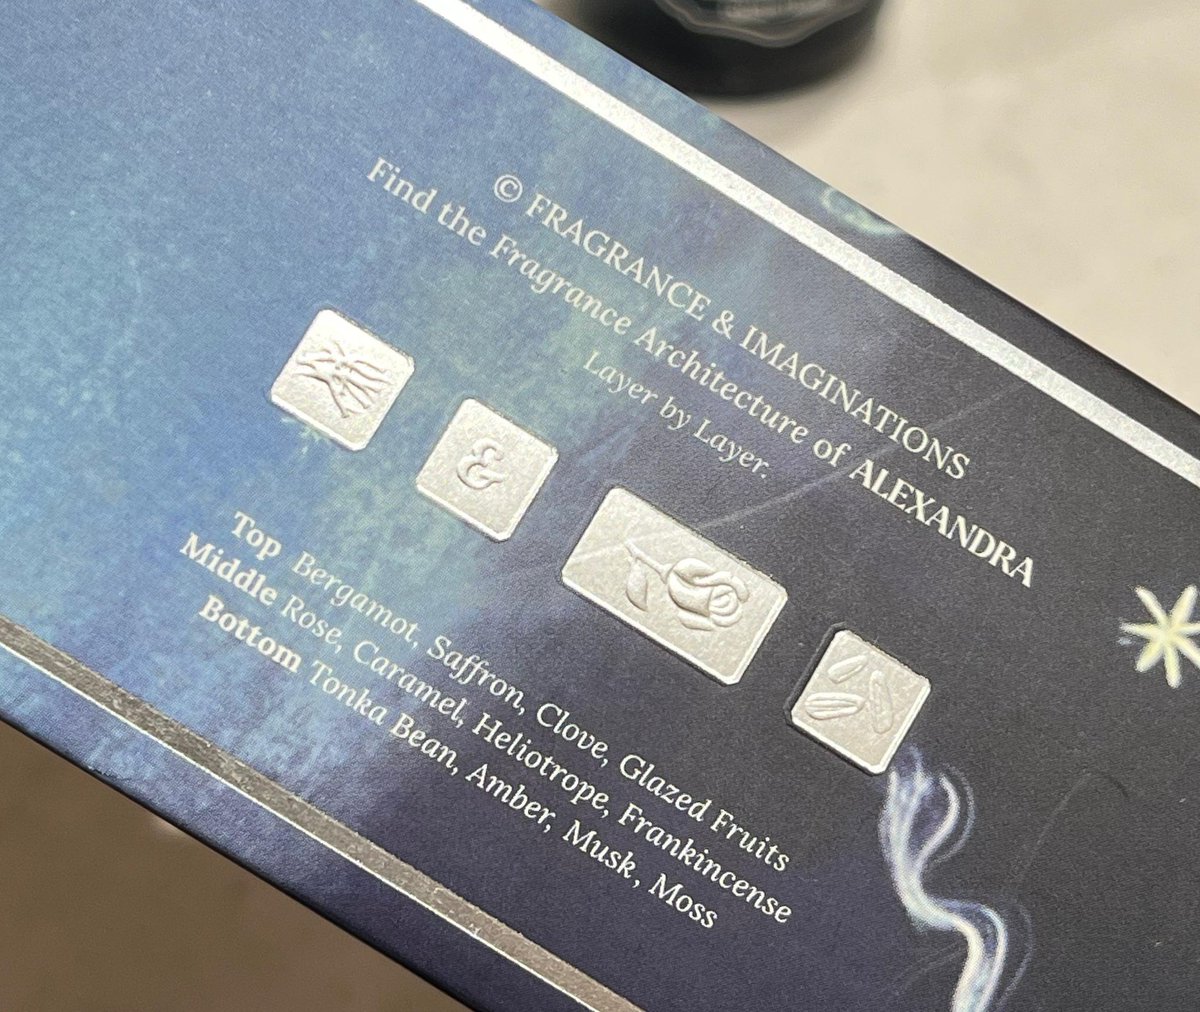 © FRAGRANCE & IMAGINATIONS
Find the Fragrance Architecture of ALEXANDRA
Layer by Layer.
&
Top Bergamot, Saffron, Clove, Glazed Fruits
Middle Rose, Caramel, Heliotrope, Frankincense
Bottom Tonka Bean, Amber, Musk, Moss